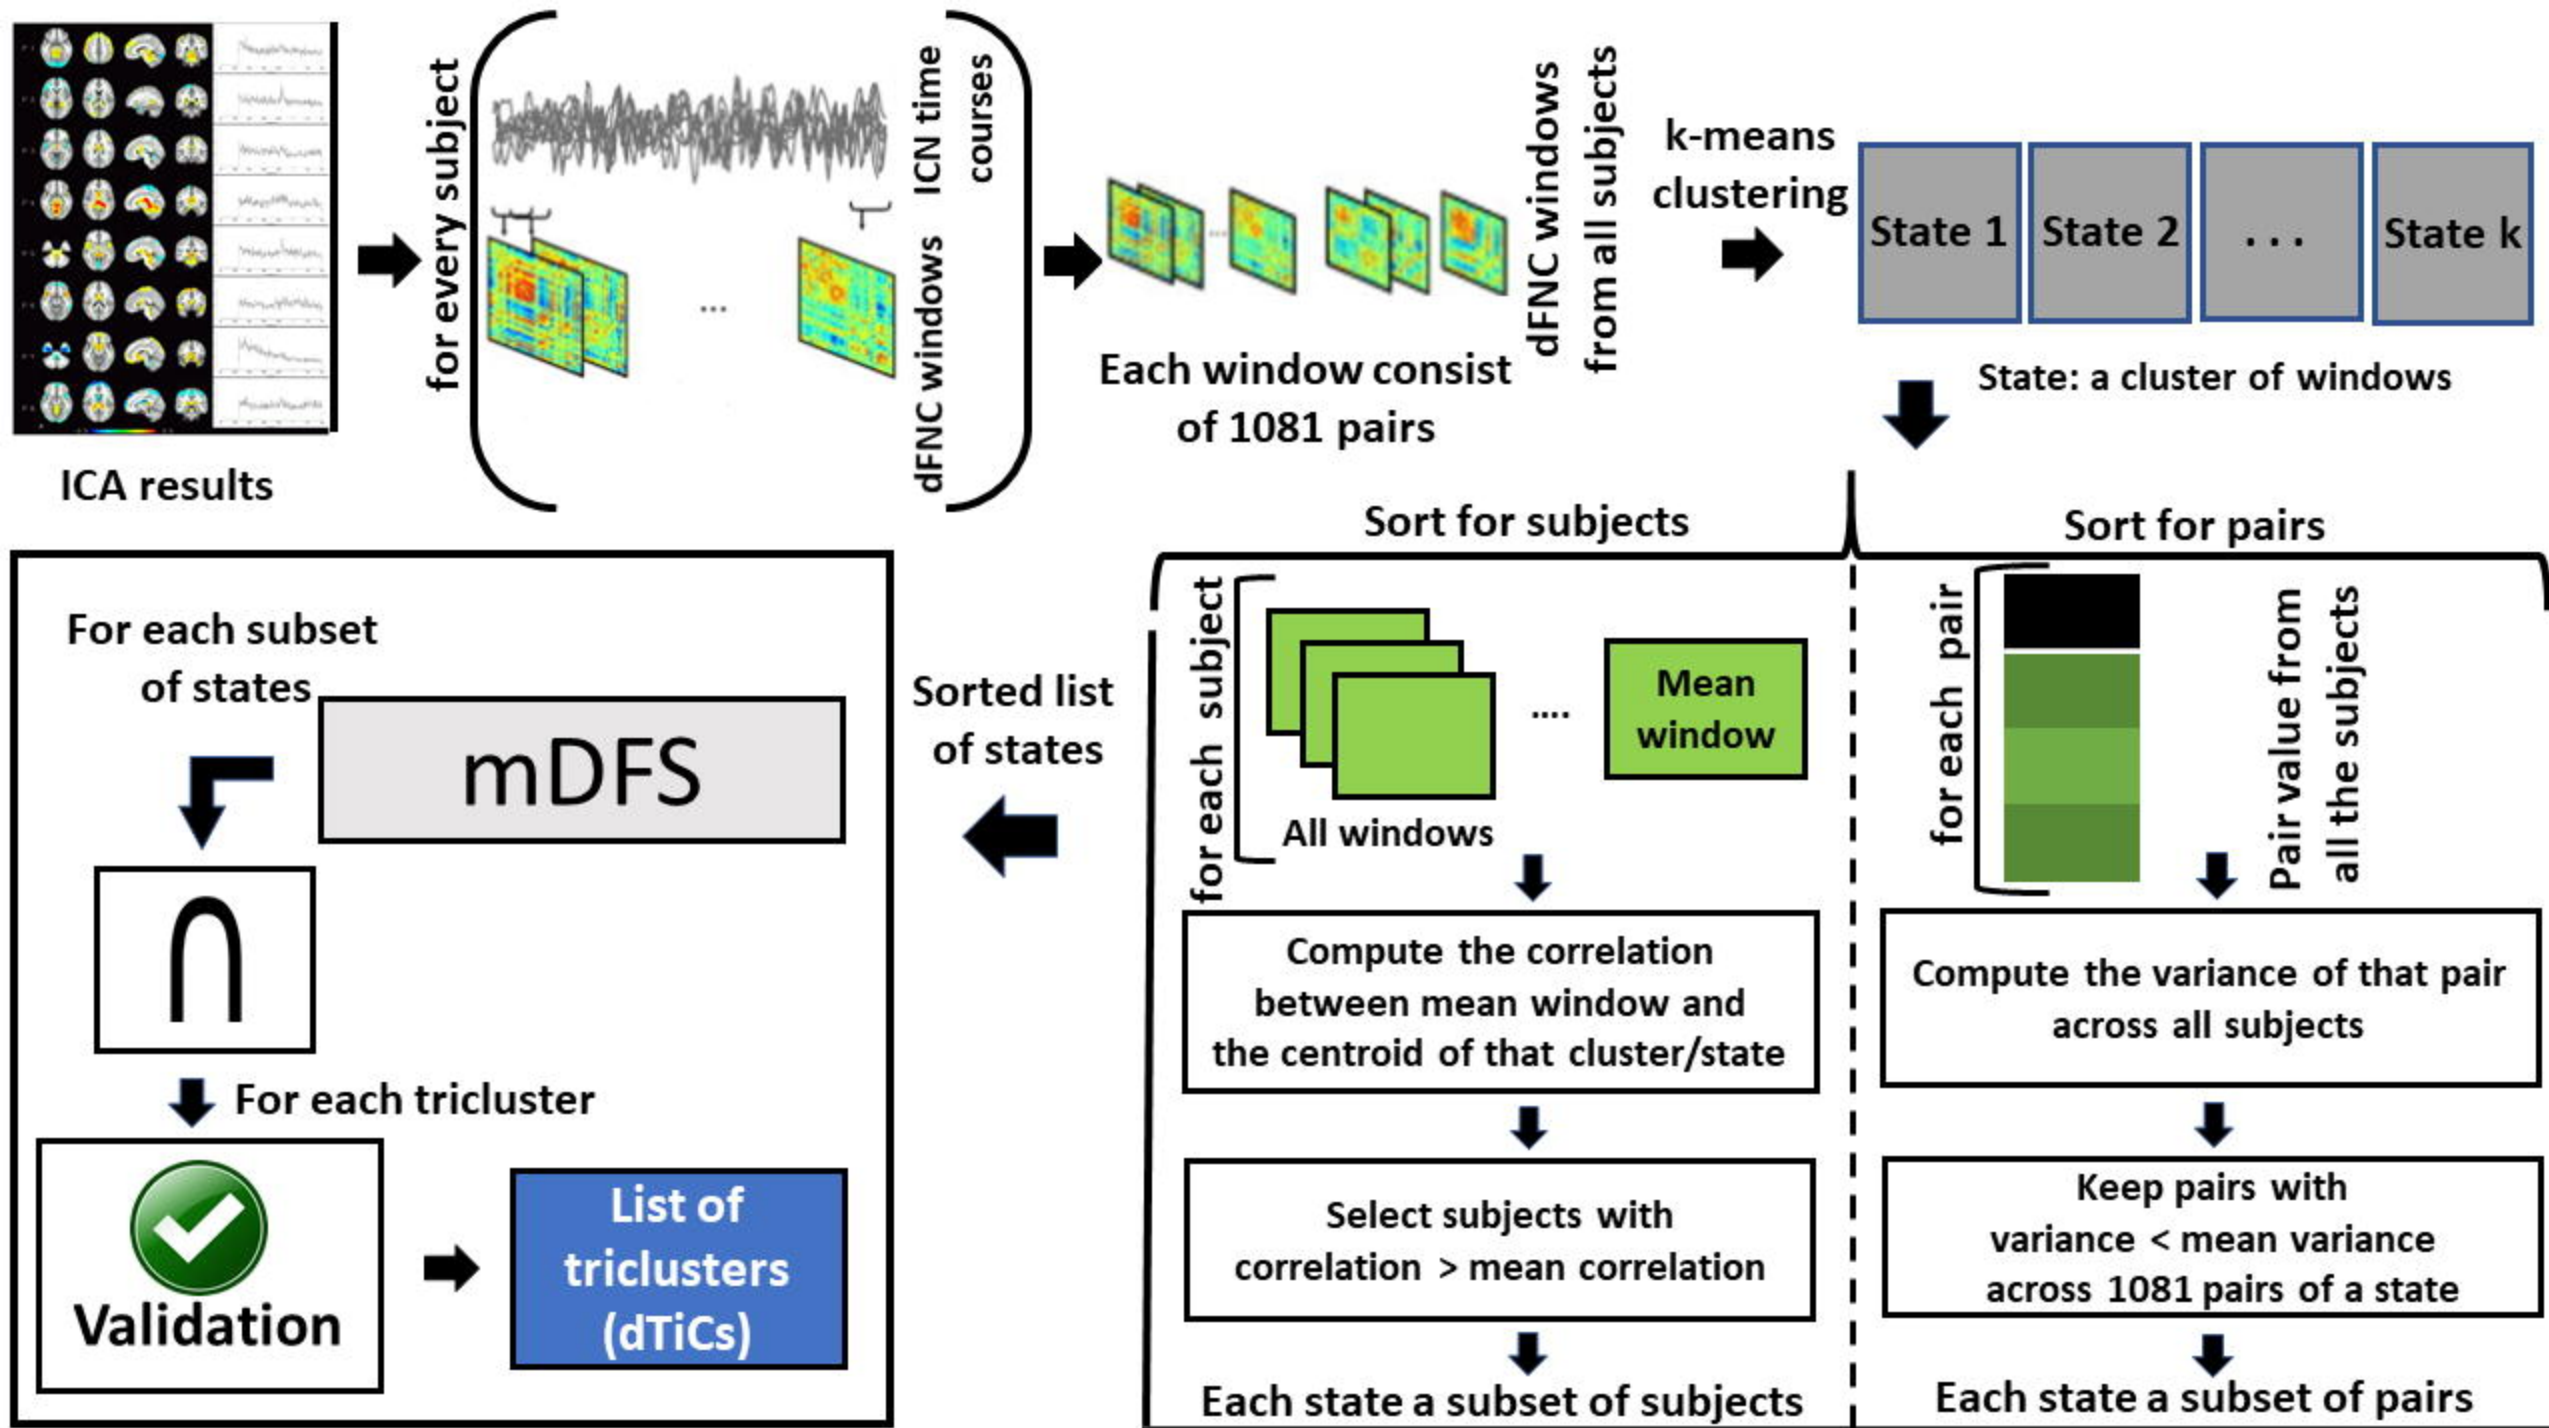 ICA results
for every subject
ICN time
courses
dFNC windows
...
...
Each window consist
of 1081 pairs
dFNC windows
from all subjects
k-means
clustering
State 1
State 2
...
State k
State: a cluster of windows
Sort for subjects
for each subject
All windows
....
Mean
window
Compute the correlation
between mean window and
the centroid of that cluster/state
Select subjects with
correlation > mean correlation
Each state a subset of subjects
Sort for pairs
for each pair
Pair value from
all the subjects
Compute the variance of that pair
across all subjects
Keep pairs with
variance < mean variance
across 1081 pairs of a state
Each state a subset of pairs
Sorted list
of states
For each subset
of states
mDFS
∩
For each tricluster
Validation
List of
triclusters
(dTiCs)